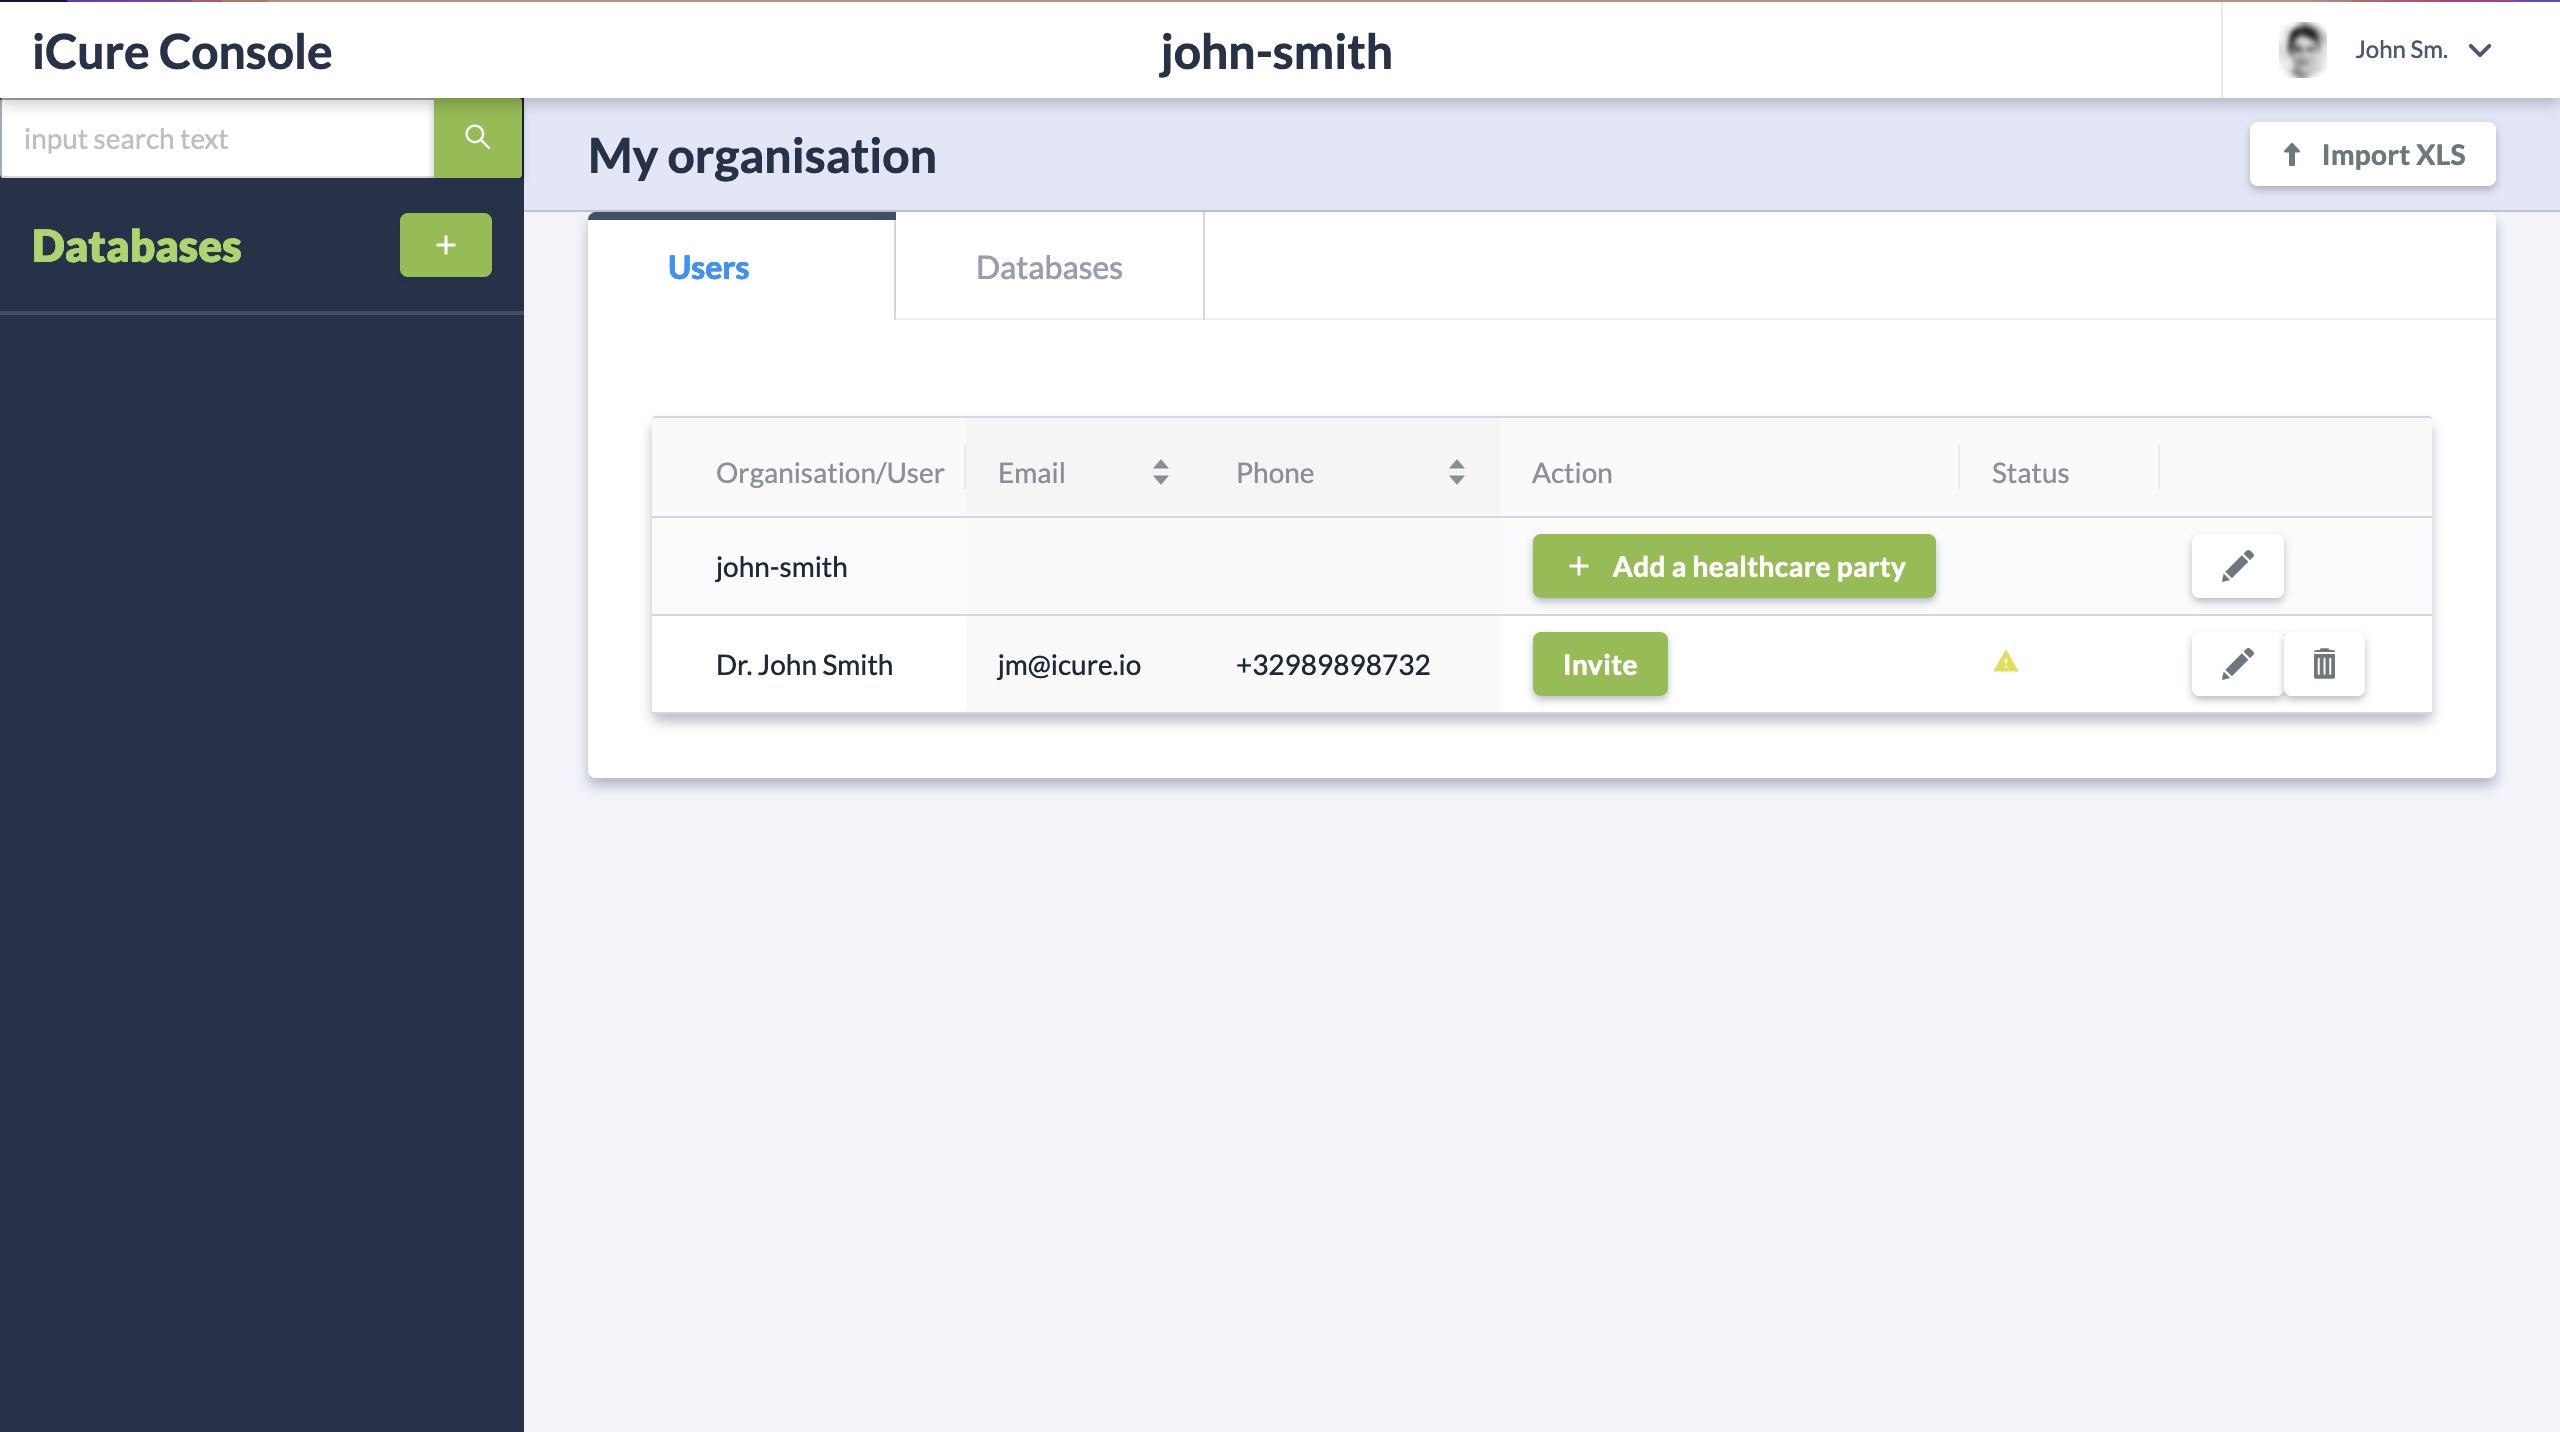 iCure Console
john-smith
John Sm.
input search text
My organisation
Import XLS
Databases
+
Users
Databases
Organisation/User Email Phone Action Status
john-smith + Add a healthcare party
Dr. John Smith jm@icure.io +32989898732 Invite